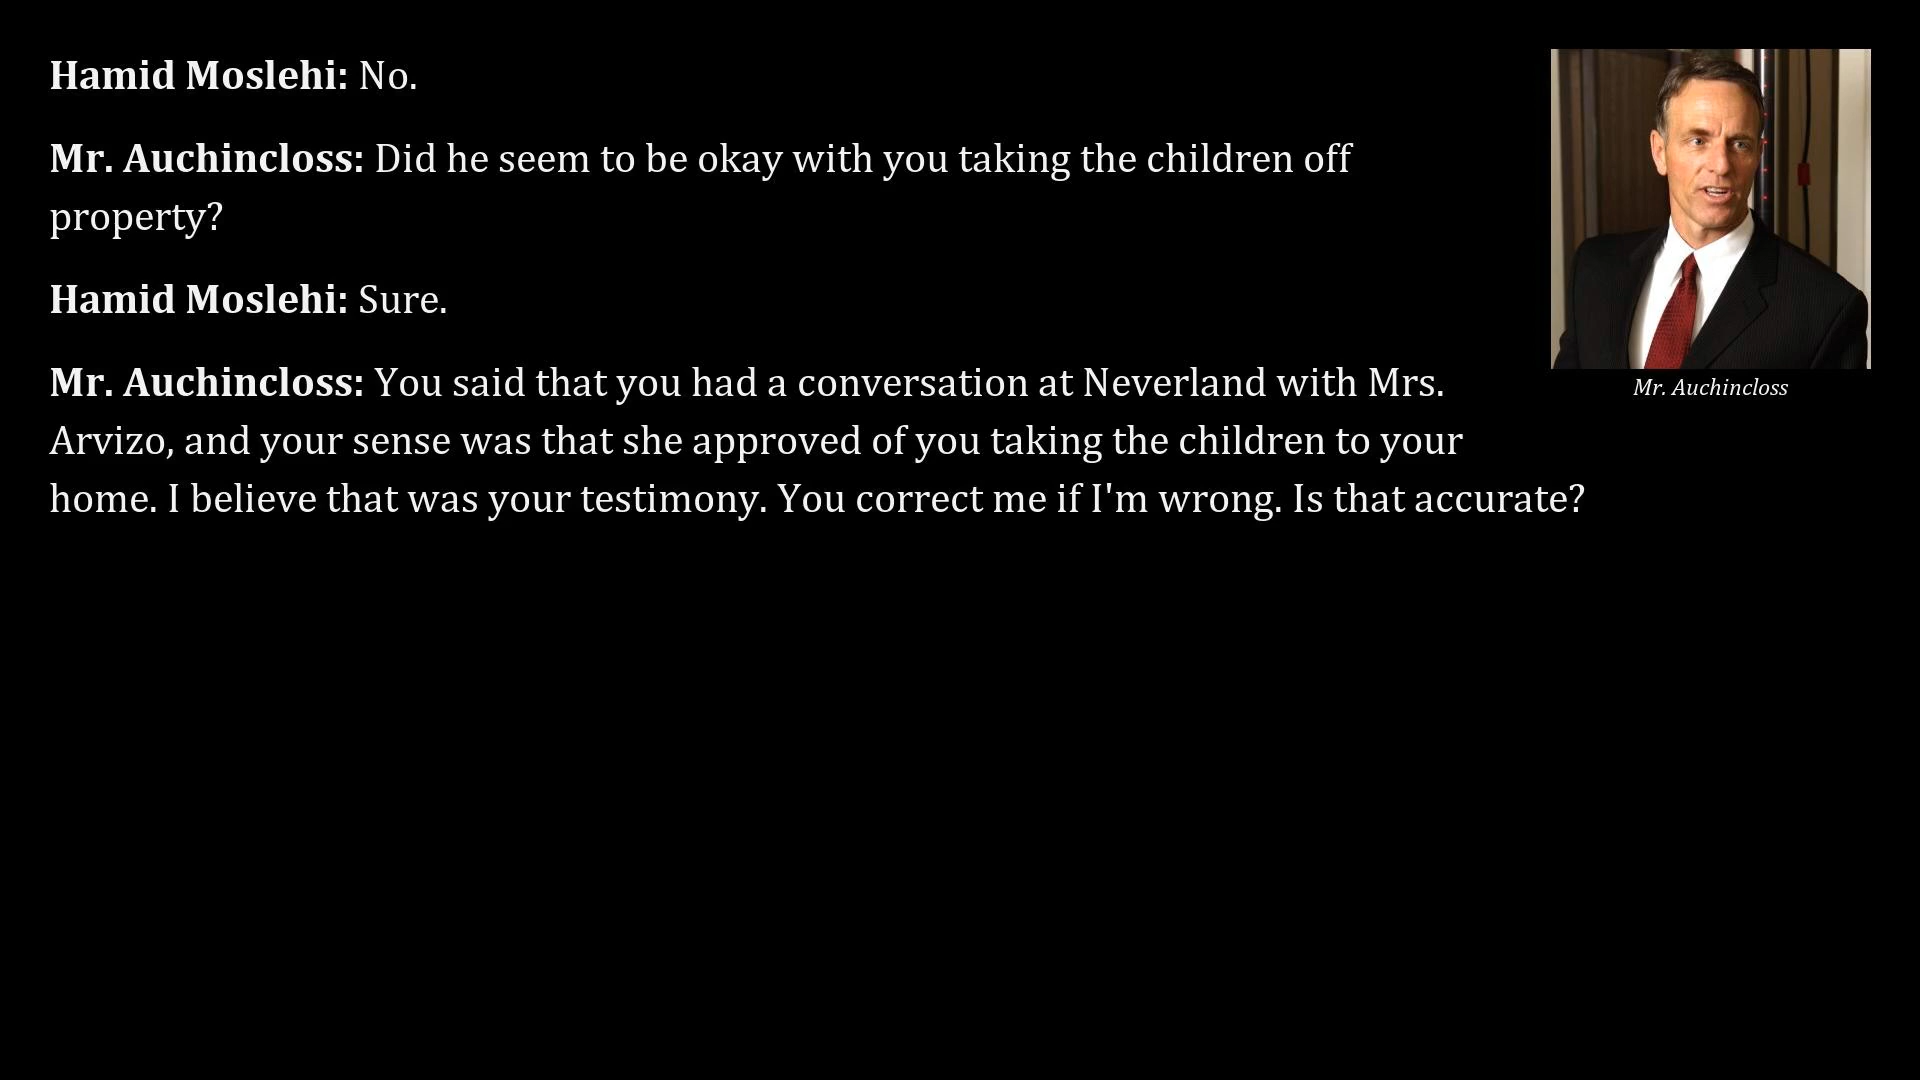 Hamid Moslehi: No.
Mr. Auchincloss: Did he seem to be okay with you taking the children off
property?
Hamid Moslehi: Sure.
Mr. Auchincloss: You said that you had a conversation at Neverland with Mrs.
Arvizo, and your sense was that she approved of you taking the children to your
home. I believe that was your testimony. You correct me if I'm wrong. Is that accurate?
Mr. Auchincloss